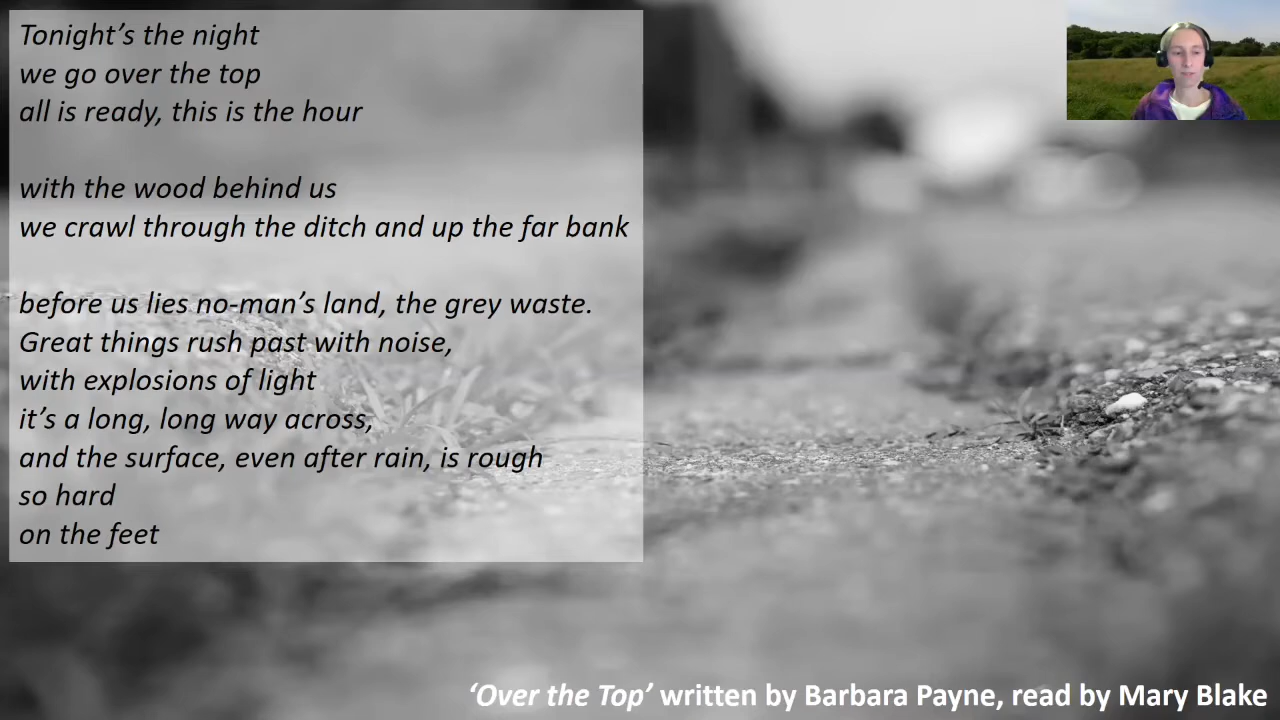 Tonight’s the night
we go over the top
all is ready, this is the hour
with the wood behind us
we crawl through the ditch and up the far bank
before us lies no-man’s land, the grey waste.
Great things rush past with noise,
with explosions of light
it’s a long, long way across,
and the surface, even after rain, is rough
so hard
on the feet
‘Over the Top’ written by Barbara Payne, read by Mary Blake